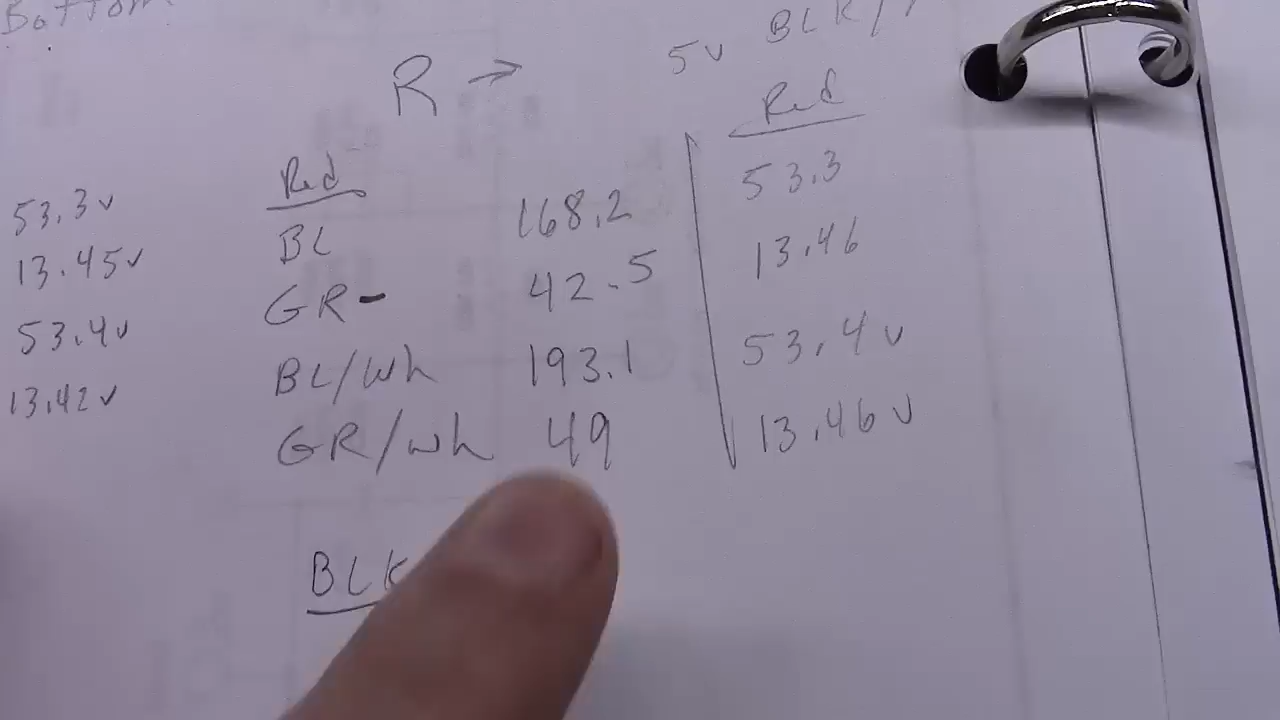 Bottom
5v BLK/
R →
Red
Red
53.3v BL 168.2 53.3
13.45v GR- 42.5 13.46
53.4v BL/Wh 193.1 53.4v
13.42v GR/wh 49 13.46v
BLK